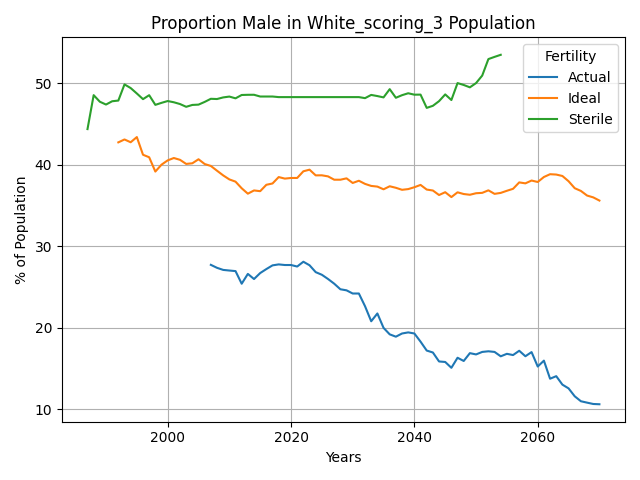 Proportion Male in White_scoring_3 Population
Fertility
Actual
Ideal
Sterile
% of Population
50
40
30
20
10
2000
2020
2040
2060
Years